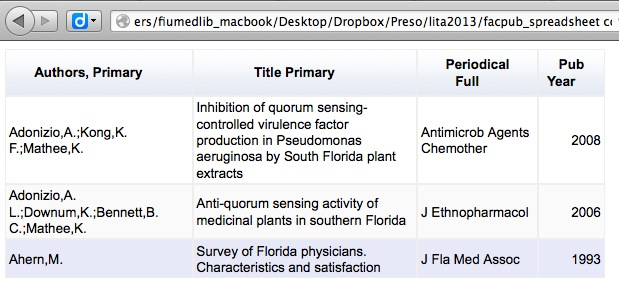 ers/fiumedlib_macbook/Desktop/Dropbox/Preso/lita2013/facpub_spreadsheet co
Authors, Primary Title Primary Periodical Full Pub Year
Adonizio,A.;Kong,K.
F.;Mathee,K.
Inhibition of quorum sensing-
controlled virulence factor
production in Pseudomonas
aeruginosa by South Florida plant
extracts
Antimicrob Agents
Chemother
2008
Adonizio,A.
L.;Downum,K.;Bennett,B.
C.;Mathee,K.
Anti-quorum sensing activity of
medicinal plants in southern Florida
J Ethnopharmacol
2006
Ahern,M.
Survey of Florida physicians.
Characteristics and satisfaction
J Fla Med Assoc
1993